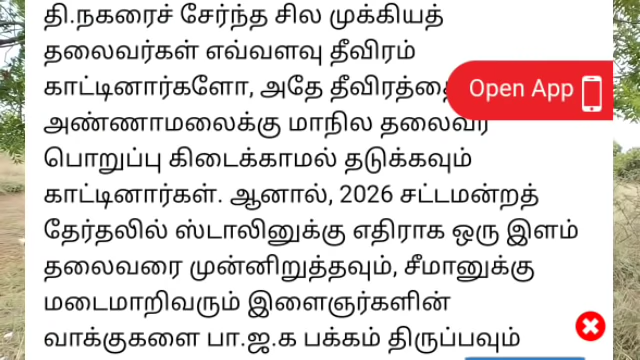 தி.நகரைச் சேர்ந்த சில முக்கியத்
தலைவர்கள் எவ்வளவு தீவிரம்
காட்டினார்களோ, அதே
Open App
அண்ணாமலைக்கு மாநில தலைவர்
பொறுப்பு கிடைக்காமல் தடுக்கவும்
காட்டினார்கள். ஆனால், 2026 சட்டமன்றத்
தேர்தலில் ஸ்டாலினுக்கு எதிராக ஒரு இளம்
தலைவரை முன்னிறுத்தவும், சீமானுக்கு
மடைமாறிவரும் இளைஞர்களின்
வாக்குகளை பா.ஜ.க பக்கம் திருப்பவும்